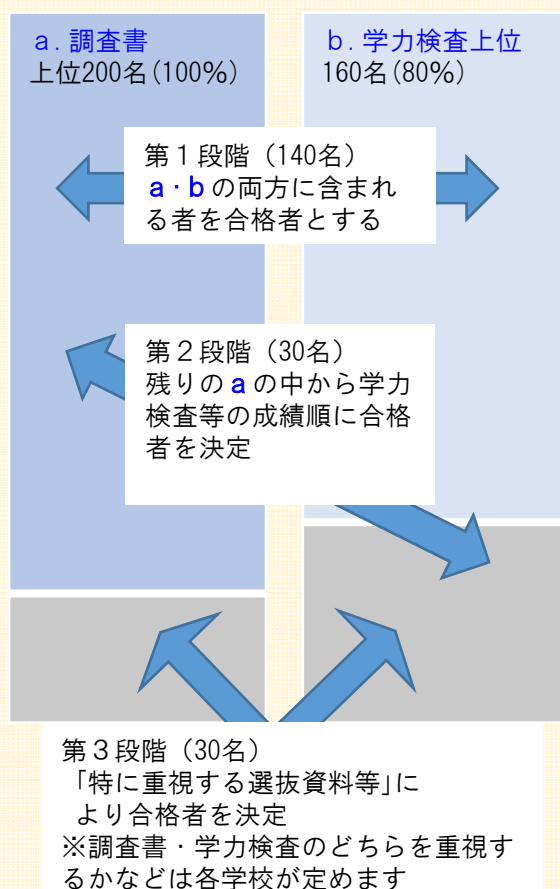 a.調査書
上位200名(100%)
b.学力検査上位
160名(80%)
第1段階(140名)
a・bの両方に含まれ
る者を合格者とする
第2段階(30名)
残りのaの中から学力
検査等の成績順に合格
者を決定
第3段階(30名)
「特に重視する選抜資料等」に
より合格者を決定
※調査書・学力検査のどちらを重視す
るかなどは各学校が定めます